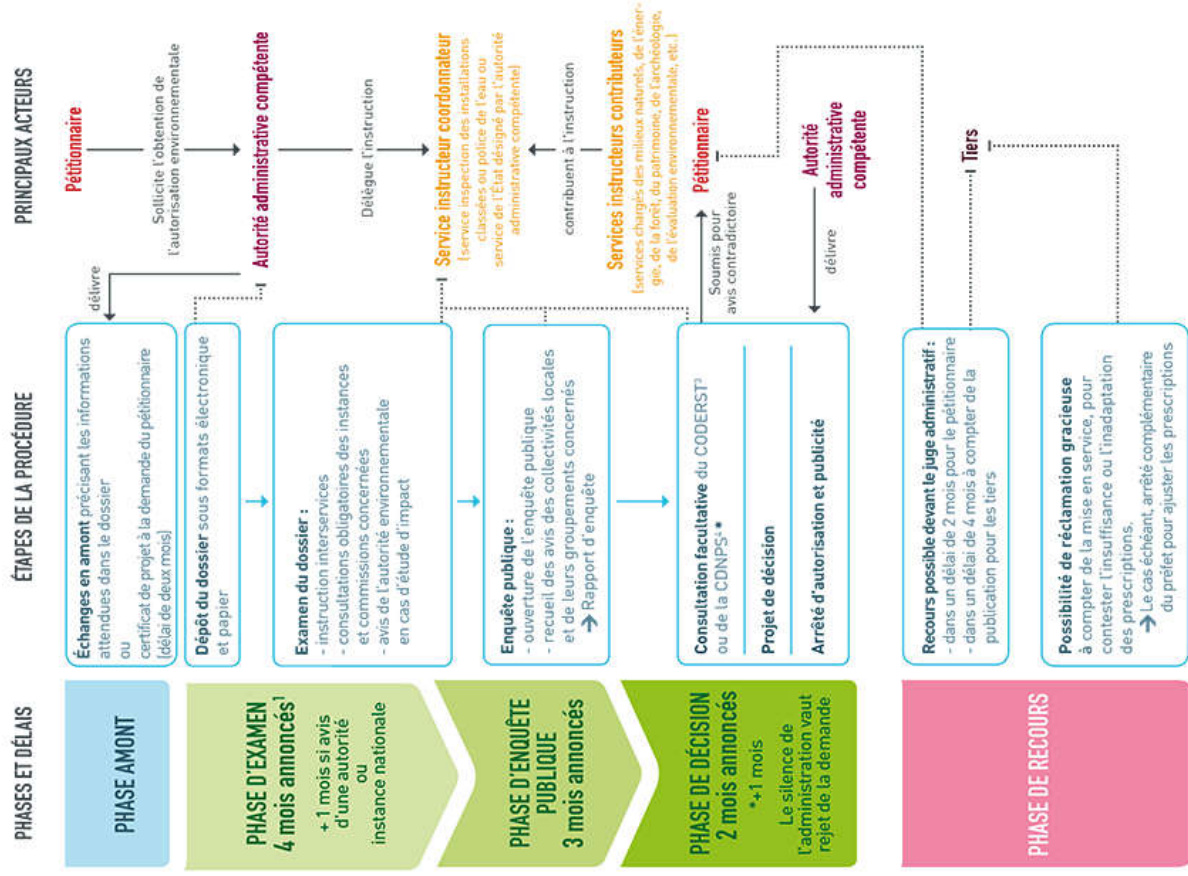 PHASES ET DÉLAIS
ÉTAPES DE LA PROCÉDURE
PRINCIPAUX ACTEURS
PHASE AMONT
Échanges en amont précisant les informations
attendues dans le dossier
ou
certificat de projet à la demande du pétitionnaire
(délai de deux mois)
délivre
Pétitionnaire
Sollicite l'obtention de
l'autorisation environnementale
Dépôt du dossier sous formats électronique
et papier
Autorité administrative compétente
PHASE D'EXAMEN
4 mois annoncés¹
+ 1 mois si avis
d'une autorité
ou
instance nationale
Examen du dossier :
- instruction interservices
- consultations obligatoires des instances
et commissions concernées
- avis de l'autorité environnementale
en cas d'étude d'impact
Délègue l'instruction
Service instructeur coordonnateur
(service inspection des installations
classées ou police de l'eau ou
service de l'État désigné par l'autorité
administrative compétente)
PHASE D'ENQUÊTE
PUBLIQUE
3 mois annoncés
Enquête publique :
- ouverture de l'enquête publique
- recueil des avis des collectivités locales
et de leurs groupements concernés
➔ Rapport d'enquête
contribuent à l'instruction
Services instructeurs contributeurs
(services chargés des milieux naturels, de l'éner-
gie, de la forêt, du patrimoine, de l'archéologie,
de l'évaluation environnementale, etc.)
PHASE DE DÉCISION
2 mois annoncés
*+1 mois
Le silence de
l'administration vaut
rejet de la demande
Consultation facultative du CODERST³
ou de la CDNPS⁴*
Projet de décision
Arrêté d'autorisation et publicité
Soumis pour
avis contradictoire
Pétitionnaire
délivre
Autorité
administrative
compétente
PHASE DE RECOURS
Recours possible devant le juge administratif :
- dans un délai de 2 mois pour le pétitionnaire
- dans un délai de 4 mois à compter de la
publication pour les tiers
Tiers
Possibilité de réclamation gracieuse
à compter de la mise en service, pour
contester l'insuffisance ou l'inadaptation
des prescriptions.
➔ Le cas échéant, arrêté complémentaire
du préfet pour ajuster les prescriptions